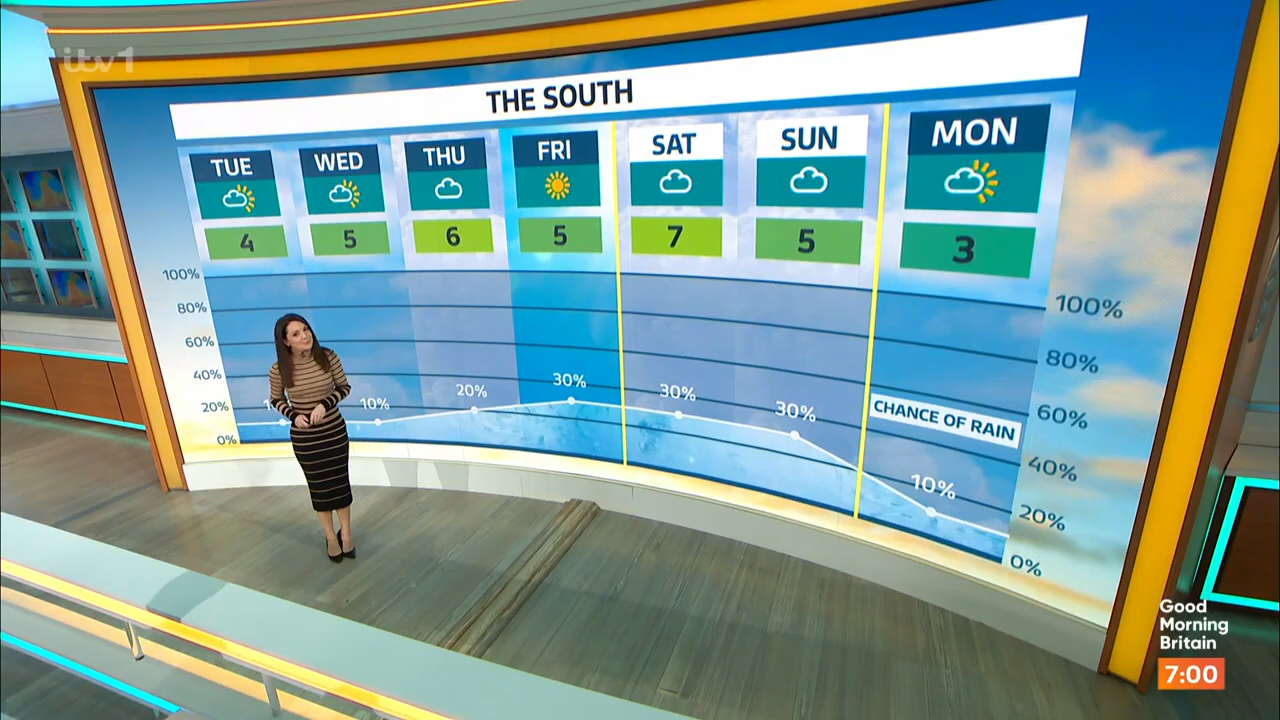 itv1
THE SOUTH
TUE WED THU FRI SAT SUN MON
4 5 6 5 7 5 3
100%
80%
60%
40%
20%
0%
10% 20% 30% 30% 30% 10%
CHANCE OF RAIN
100%
80%
60%
40%
20%
0%
Good
Morning
Britain
7:00